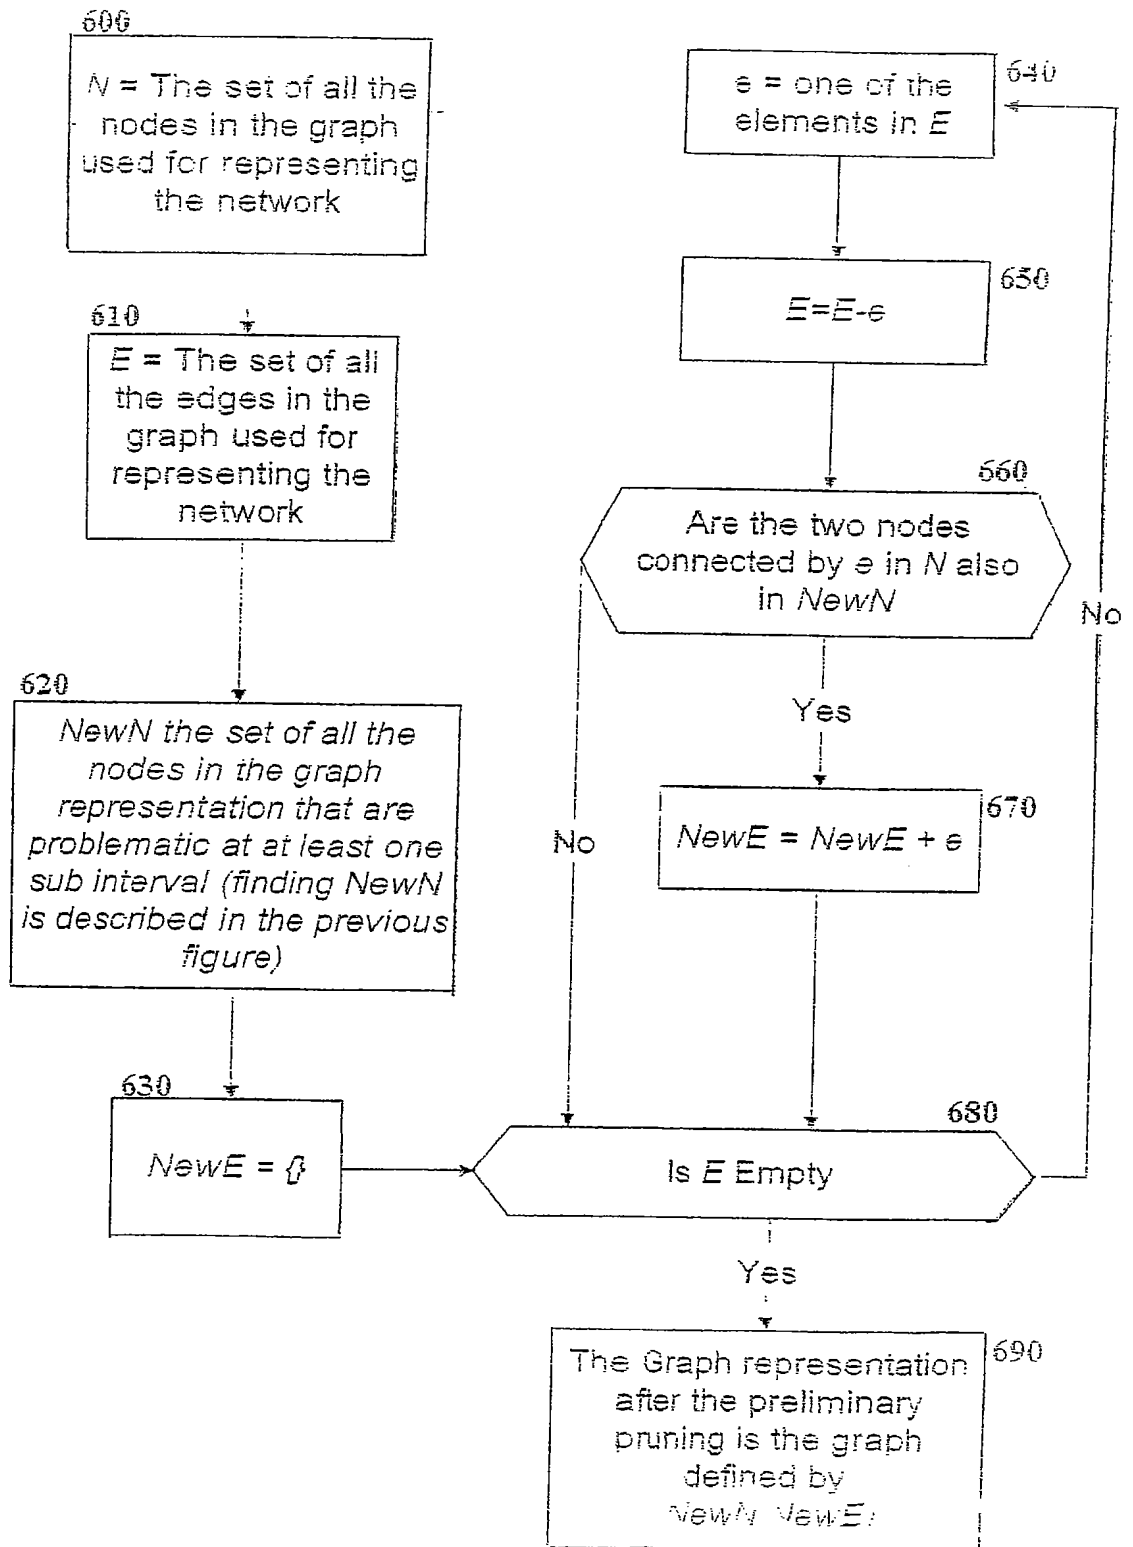 600
N = The set of all the
nodes in the graph
used for representing
the network
610
E = The set of all
the edges in the
graph used for
representing the
network
620
NewN the set of all the
nodes in the graph
representation that are
problematic at at least one
sub interval (finding NewN
is described in the previous
figure)
630
NewE = {}
640
e = one of the
elements in E
650
E=E-e
660
Are the two nodes
connected by e in N also
in NewN
No
Yes
No
670
NewE = NewE + e
680
Is E Empty
Yes
690
The Graph representation
after the preliminary
pruning is the graph
defined by
NewN NewE)